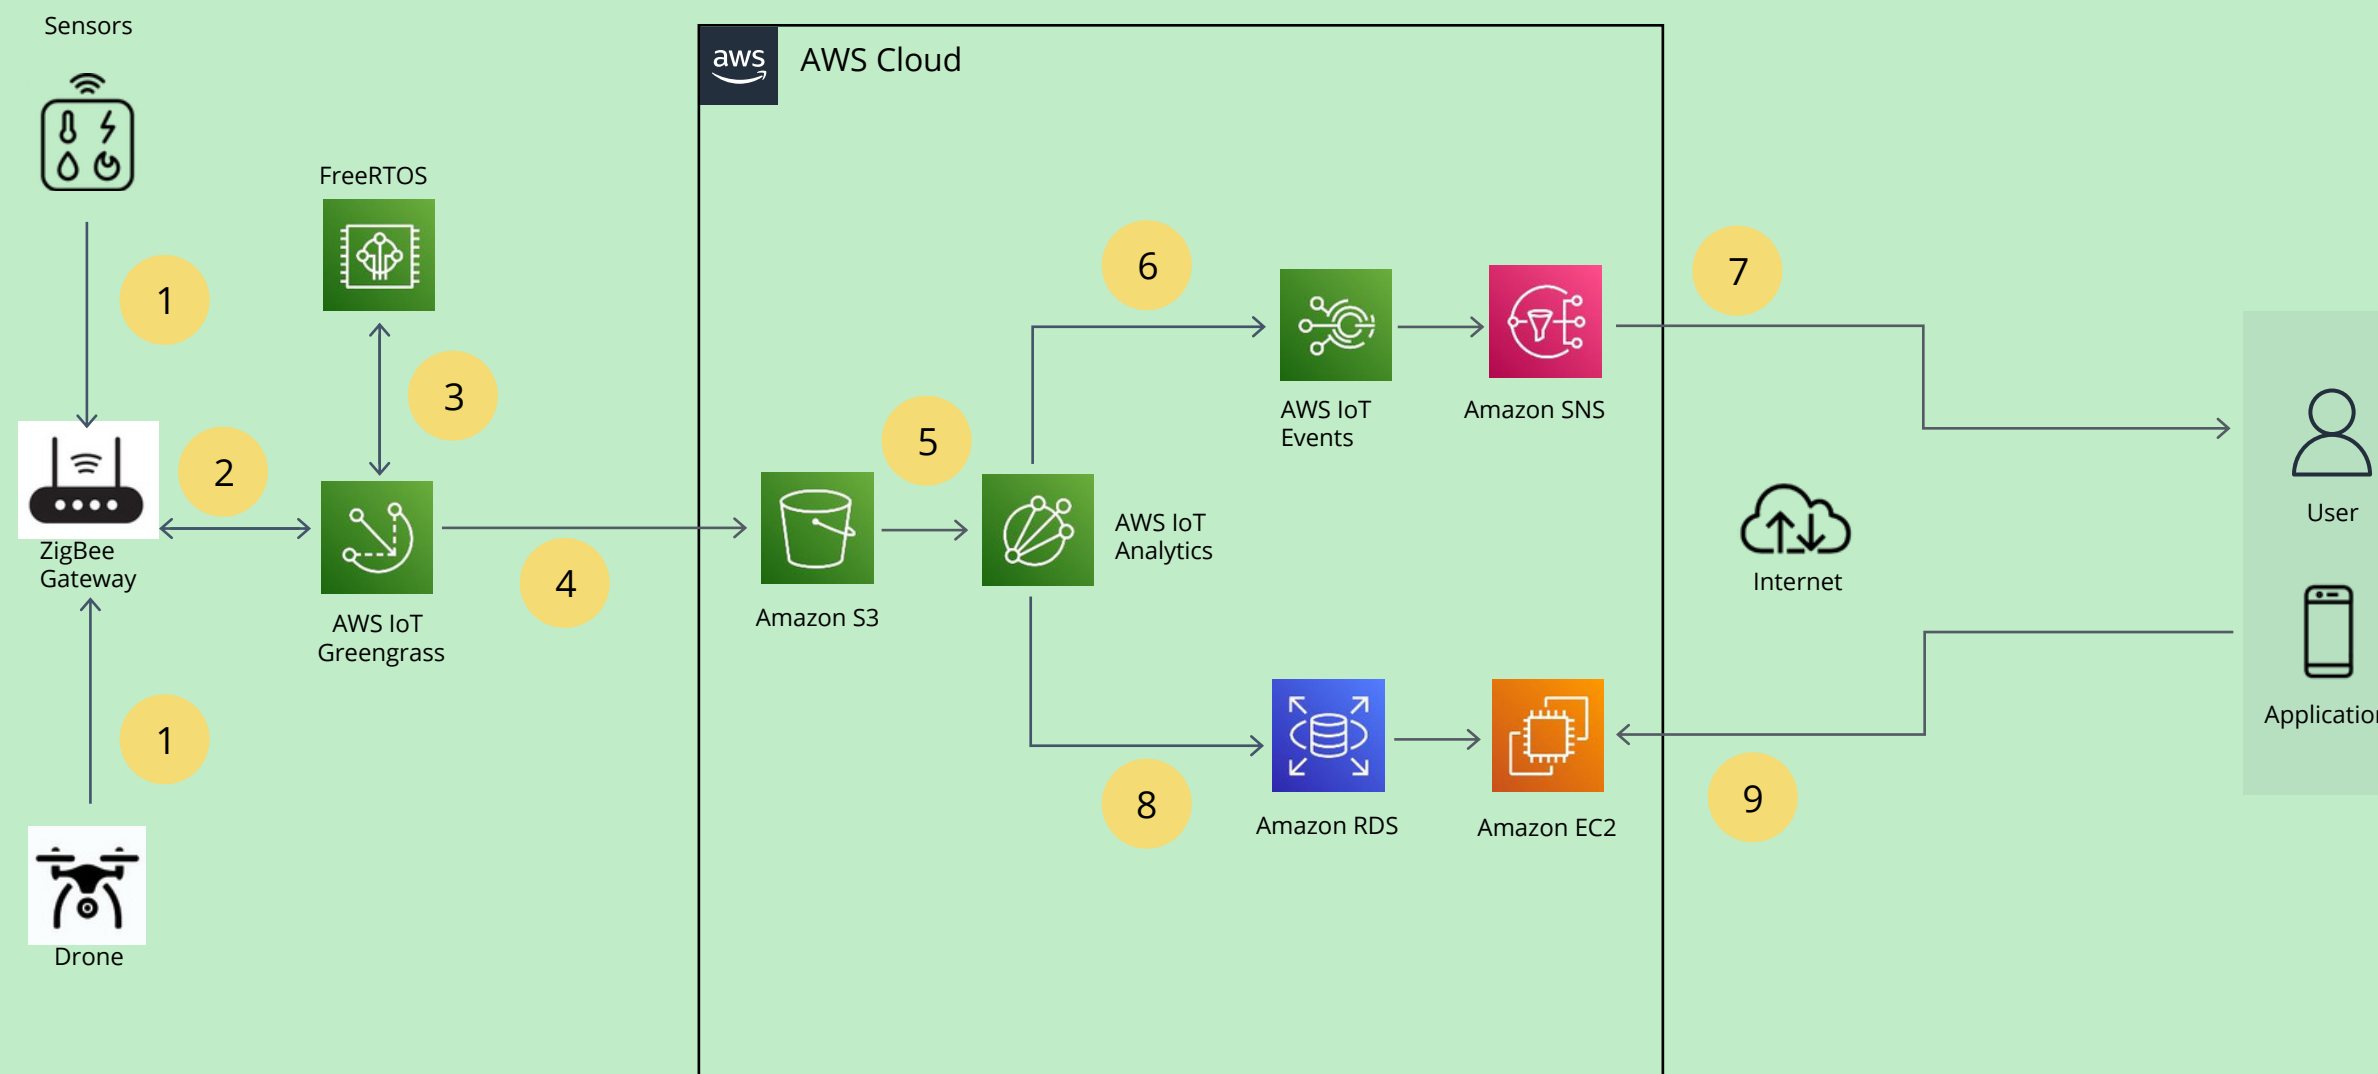 Sensors
aws
AWS Cloud
FreeRTOS
1
6
7
3
5
2
AWS IoT
Events
Amazon SNS
ZigBee
Gateway
AWS IoT
Analytics
User
4
Internet
AWS IoT
Greengrass
Amazon S3
1
Application
8
9
Amazon RDS
Amazon EC2
Drone